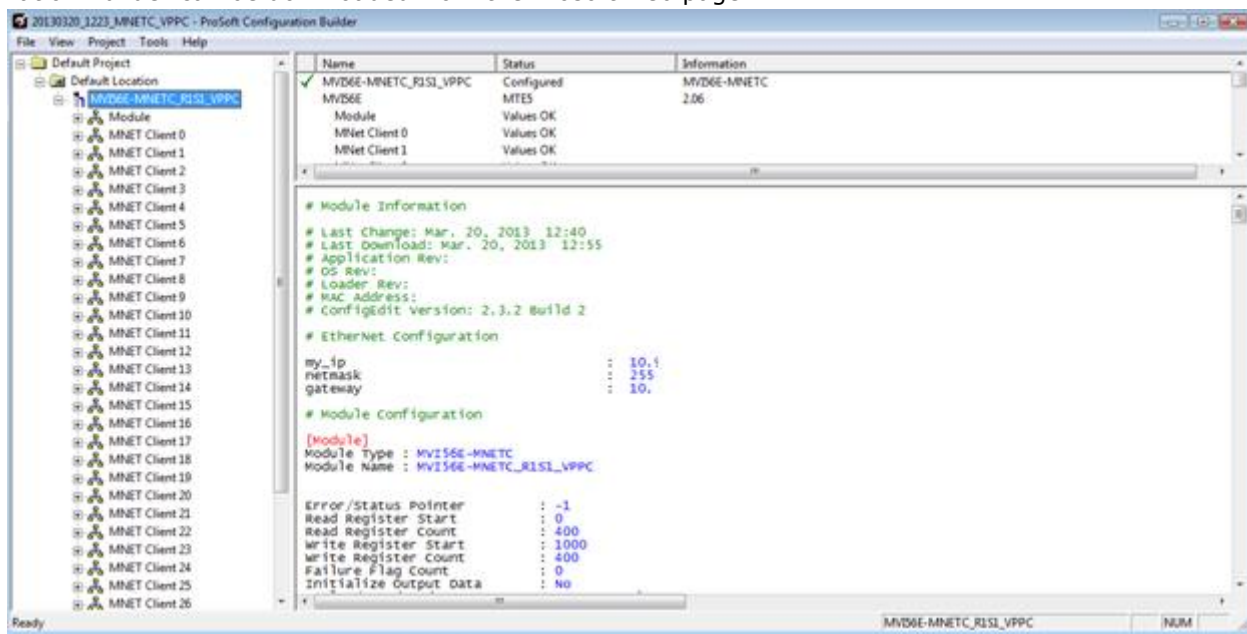 20130320_1223_MNETC_VPPC - ProSoft Configuration Builder
File View Project Tools Help
Default Project
Default Location
MVI56E-MNETC_R1S1_VPPC
Module
MNET Client 0
MNET Client 1
MNET Client 2
MNET Client 3
MNET Client 4
MNET Client 5
MNET Client 6
MNET Client 7
MNET Client 8
MNET Client 9
MNET Client 10
MNET Client 11
MNET Client 12
MNET Client 13
MNET Client 14
MNET Client 15
MNET Client 16
MNET Client 17
MNET Client 18
MNET Client 19
MNET Client 20
MNET Client 21
MNET Client 22
MNET Client 23
MNET Client 24
MNET Client 25
MNET Client 26
Name Status Information
MVI56E-MNETC_R1S1_VPPC Configured MVI56E-MNETC
MVI56E MTE5 2.06
Module Values OK
MNet Client 0 Values OK
MNet Client 1 Values OK
# Module Information
# Last Change: Mar. 20, 2013 12:40
# Last Download: Mar. 20, 2013 12:55
# Application Rev:
# OS Rev:
# Loader Rev:
# MAC Address:
# ConfigEdit Version: 2.3.2 Build 2
# EtherNet Configuration
my_ip : 10.
netmask : 255
gateway : 10.
# Module Configuration
[Module]
Module Type : MVI56E-MNETC
Module Name : MVI56E-MNETC_R1S1_VPPC
Error/Status Pointer : -1
Read Register Start : 0
Read Register Count : 400
Write Register Start : 1000
Write Register Count : 400
Failure Flag Count : 0
Initialize Output Data : No
Ready MVI56E-MNETC_R1S1_VPPC NUM